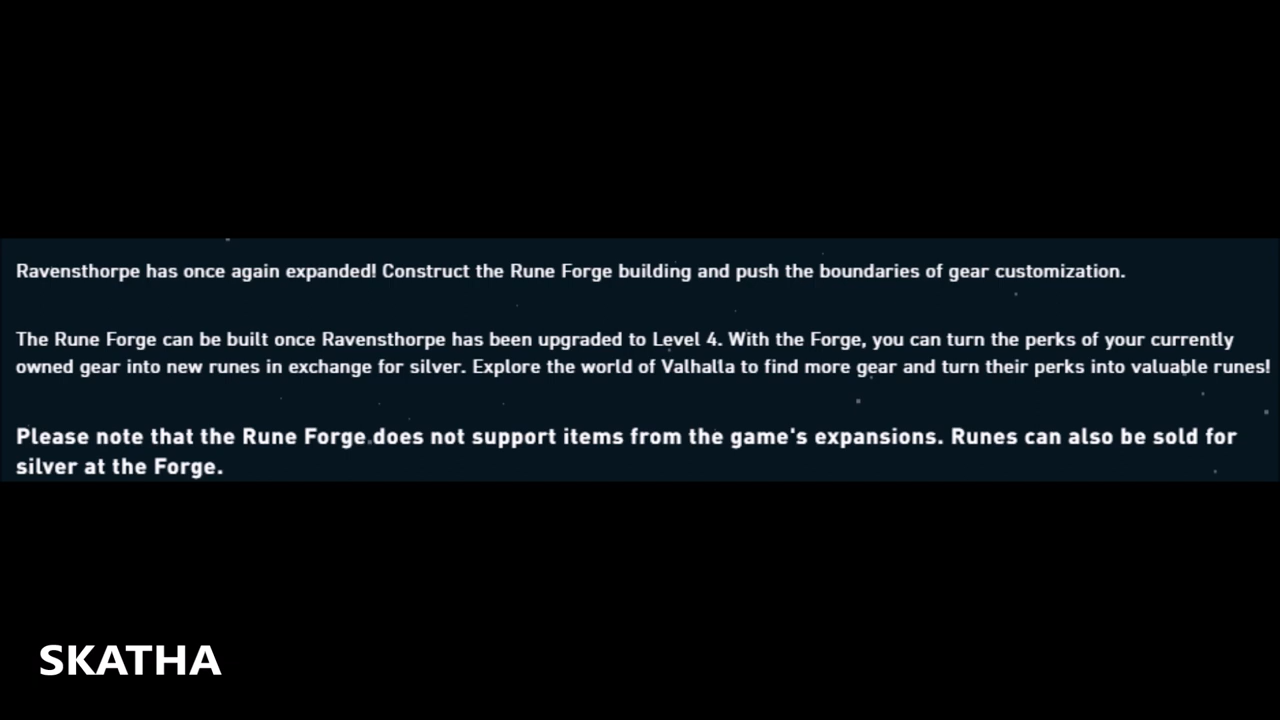 Ravensthorpe has once again expanded! Construct the Rune Forge building and push the boundaries of gear customization.
The Rune Forge can be built once Ravensthorpe has been upgraded to Level 4. With the Forge, you can turn the perks of your currently
owned gear into new runes in exchange for silver. Explore the world of Valhalla to find more gear and turn their perks into valuable runes!
Please note that the Rune Forge does not support items from the game's expansions. Runes can also be sold for
silver at the Forge.
SKATHA